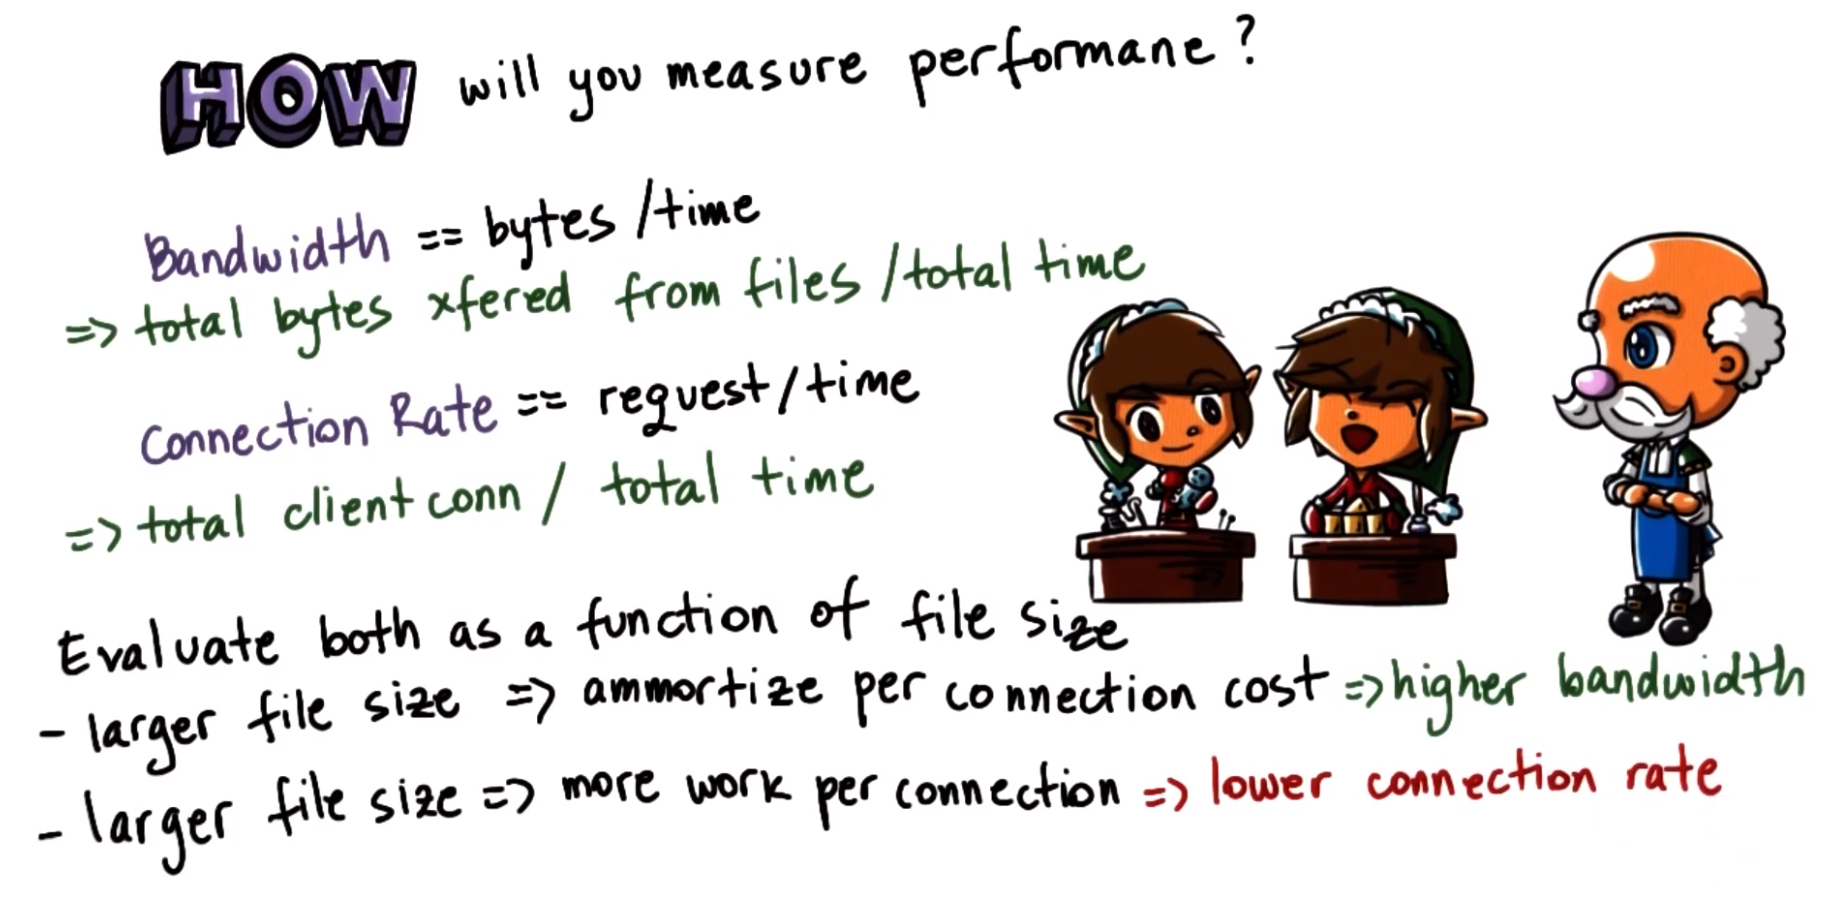 HOW will you measure performane?
Bandwidth == bytes/time
=> total bytes xfered from files/total time
Connection Rate == request/time
=> total client conn / total time
Evaluate both as a function of file size
- larger file size => ammortize per connection cost => higher bandwidth
- larger file size => more work per connection => lower connection rate